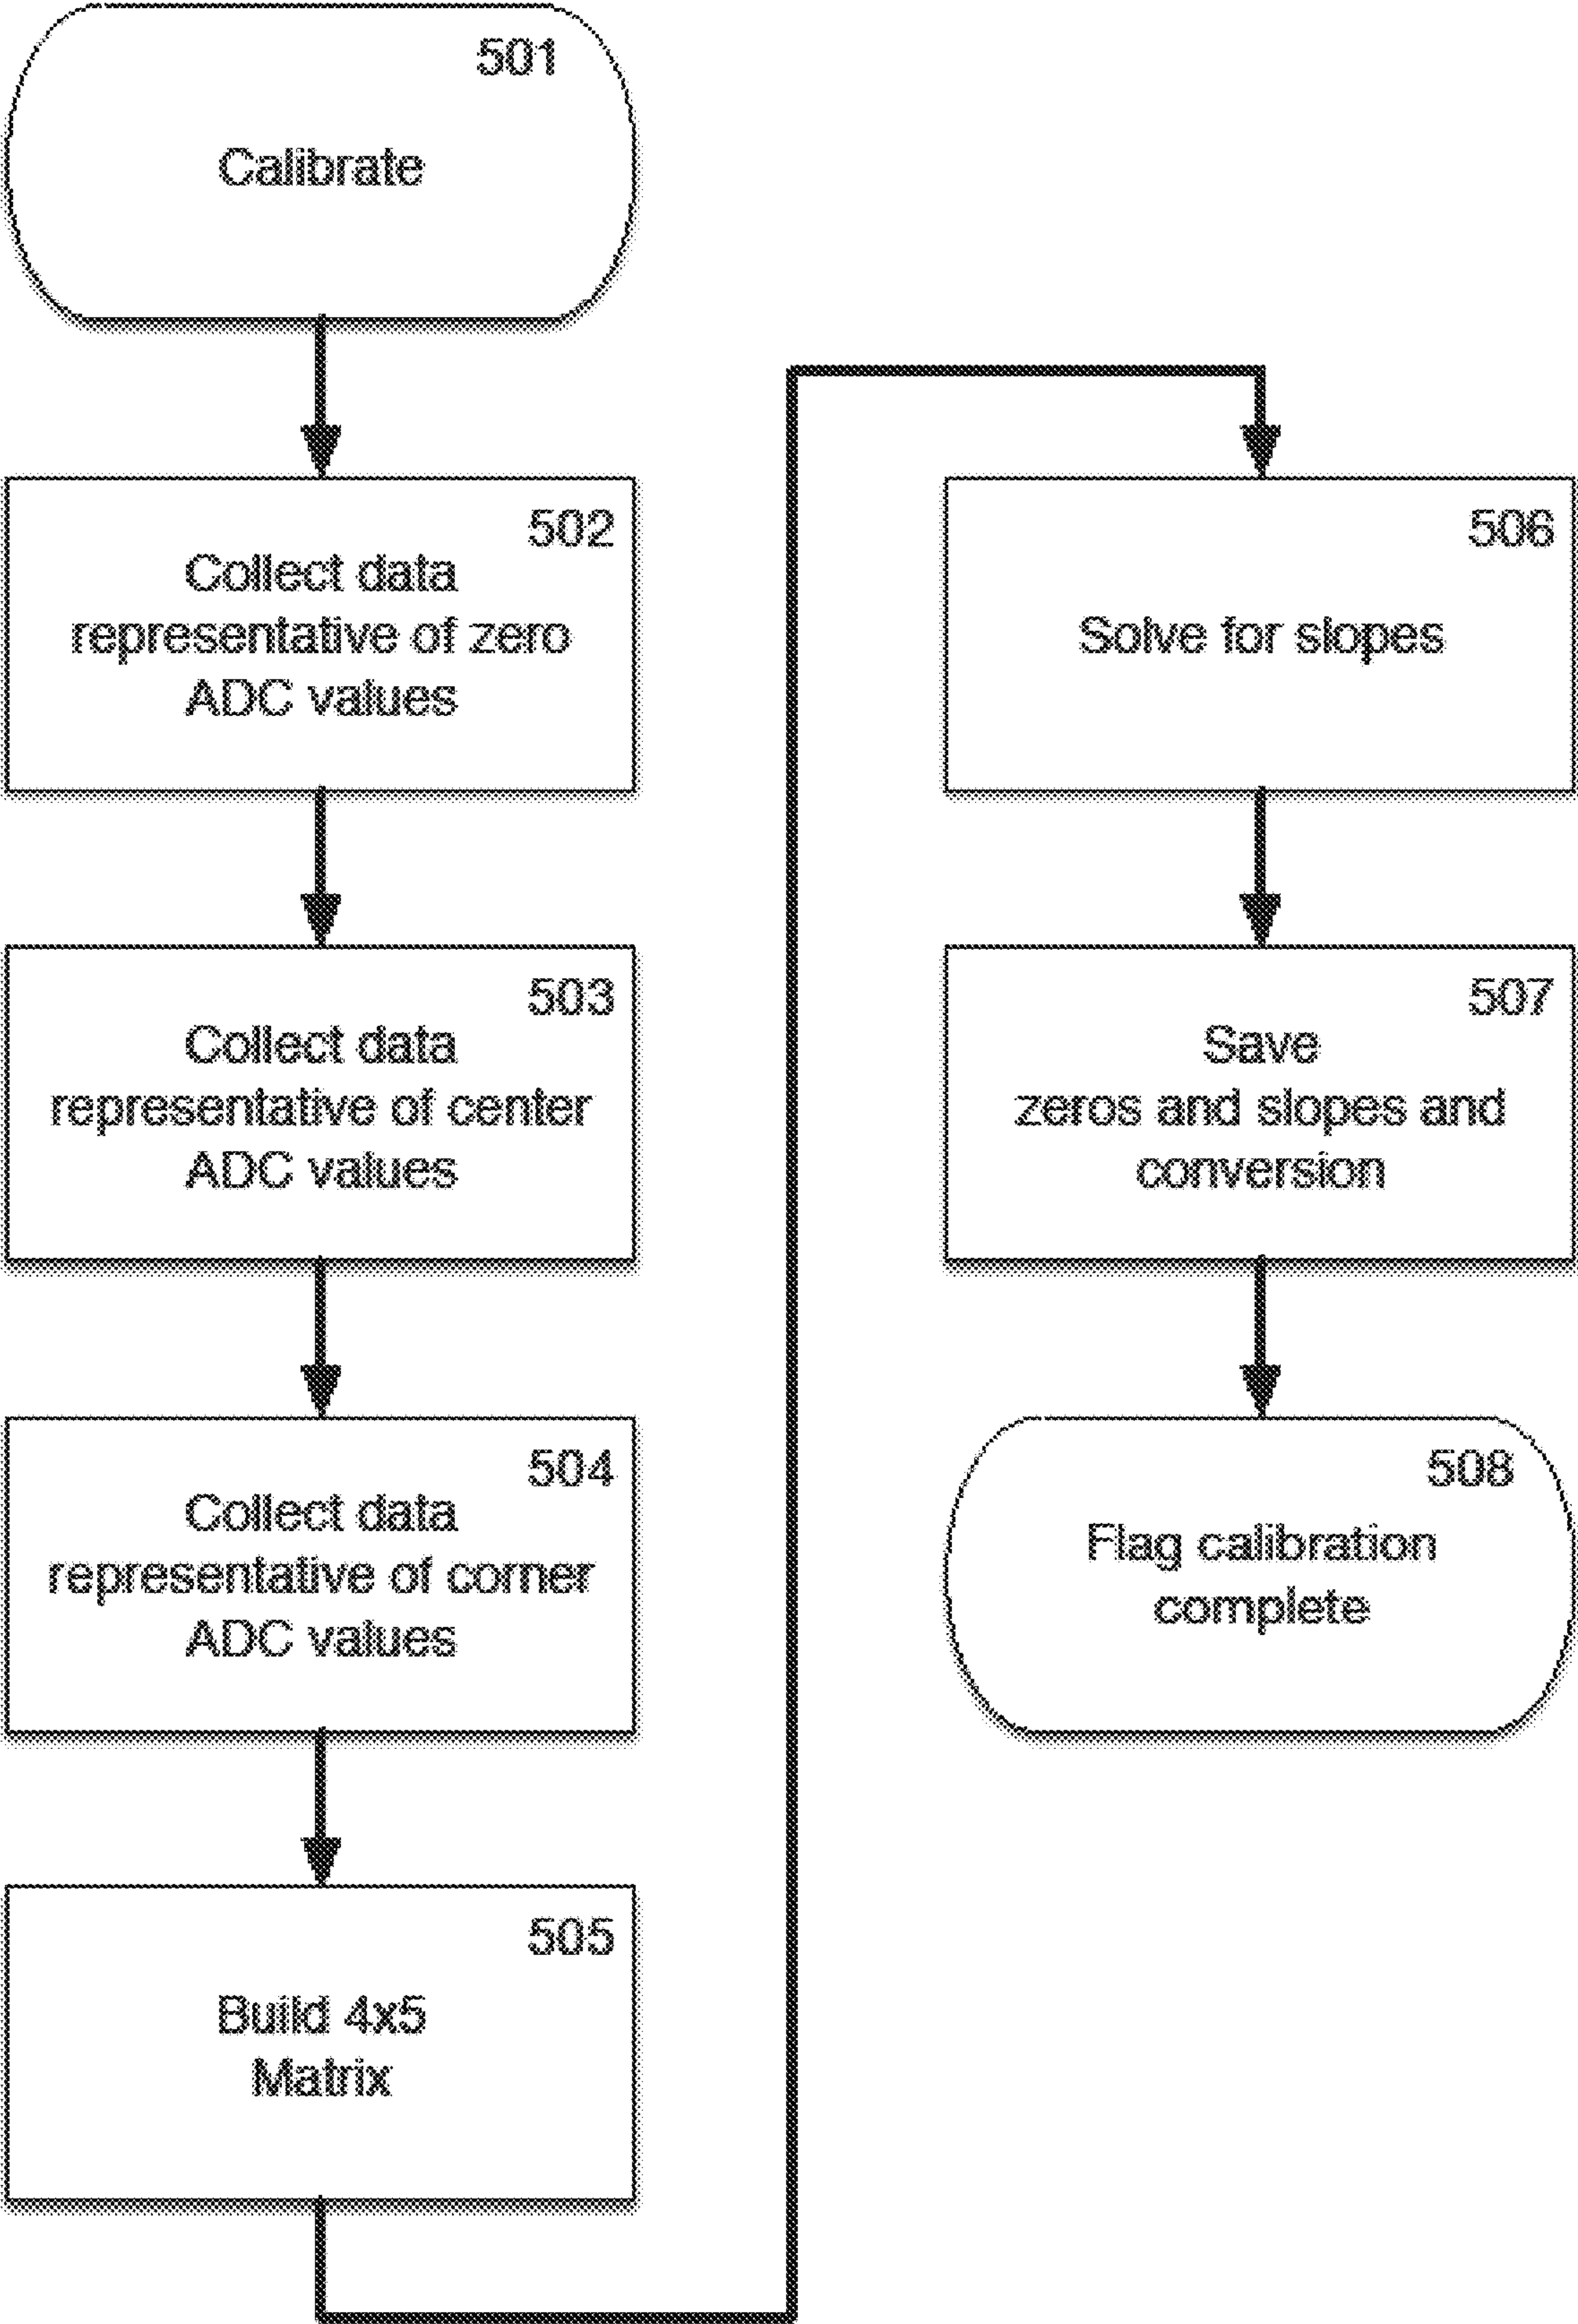 501
Calibrate
502
Collect data
representative of zero
ADC values
503
Collect data
representative of center
ADC values
504
Collect data
representative of corner
ADC values
505
Build 4x5
Matrix
506
Solve for slopes
507
Save
zeros and slopes and
conversion
508
Flag calibration
complete